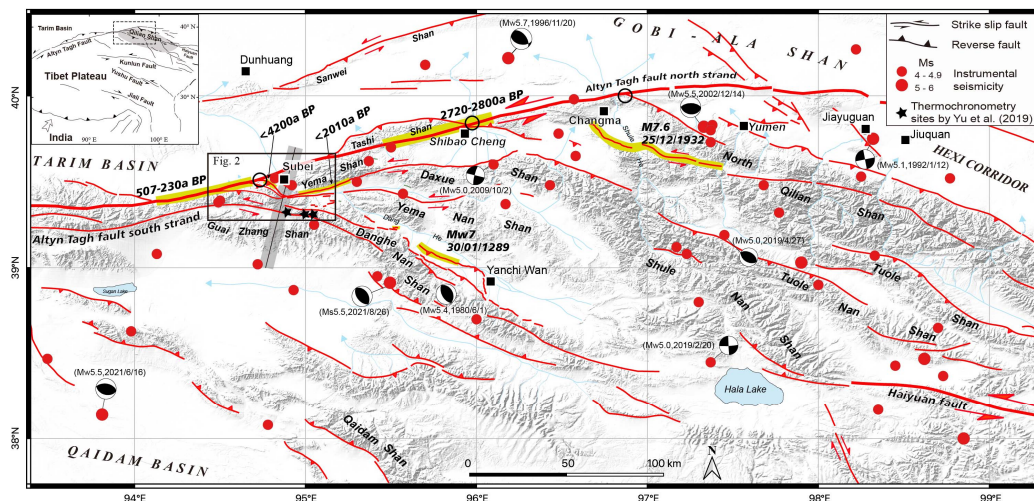 Tarim Basin
Altyn Tagh Fault
Qilian Shan
Kunlun Fault
Tibet Plateau
Yushu Fault
Jiali Fault
India
90° E
100° E
40° N
30° N
(Mw5.7,1996/11/20)
GOBI-ALA SHAN
Strike slip fault
Reverse fault
Ms
4 - 4.9
5 - 6
Instrumental
seismicity
Thermochronometry
sites by Yu et al. (2019)
Dunhuang
Sanwei Shan
Altyn Tagh fault north strand
(Mw5.5,2002/12/14)
40°N
<4200a BP
<2010a BP
2720-2800a BP
Tashi Shan
Shibao Cheng
Changma
M7.6
25/12/1932
Shule He
Yumen
Jiayuguan
Jiuquan
(Mw5.1,1992/1/12)
HEXI CORRIDOR
TARIM BASIN
Fig. 2
Subei
507-230a BP
Yema Shan
Daxue Shan
(Mw5.0,2009/10/2)
North Qilian Shan
Altyn Tagh fault south strand
Guai Zhang Shan
Yema Nan Shan
Dang He
Mw7
30/01/1289
Danghe Nan Shan
Yanchi Wan
(Mw5.0,2019/4/27)
39°N
Shule Nan Shan
Tuole Shan
Tuole Nan Shan
Sugan Lake
(Ms5.5,2021/8/26)
(Mw5.4,1980/6/1)
(Mw5.0,2019/2/20)
(Mw5.5,2021/6/16)
Hala Lake
Haiyuan fault
38°N
Qaidam Shan
QAIDAM BASIN
0 50 100 km
N
94°E 95°E 96°E 97°E 98°E 99°E